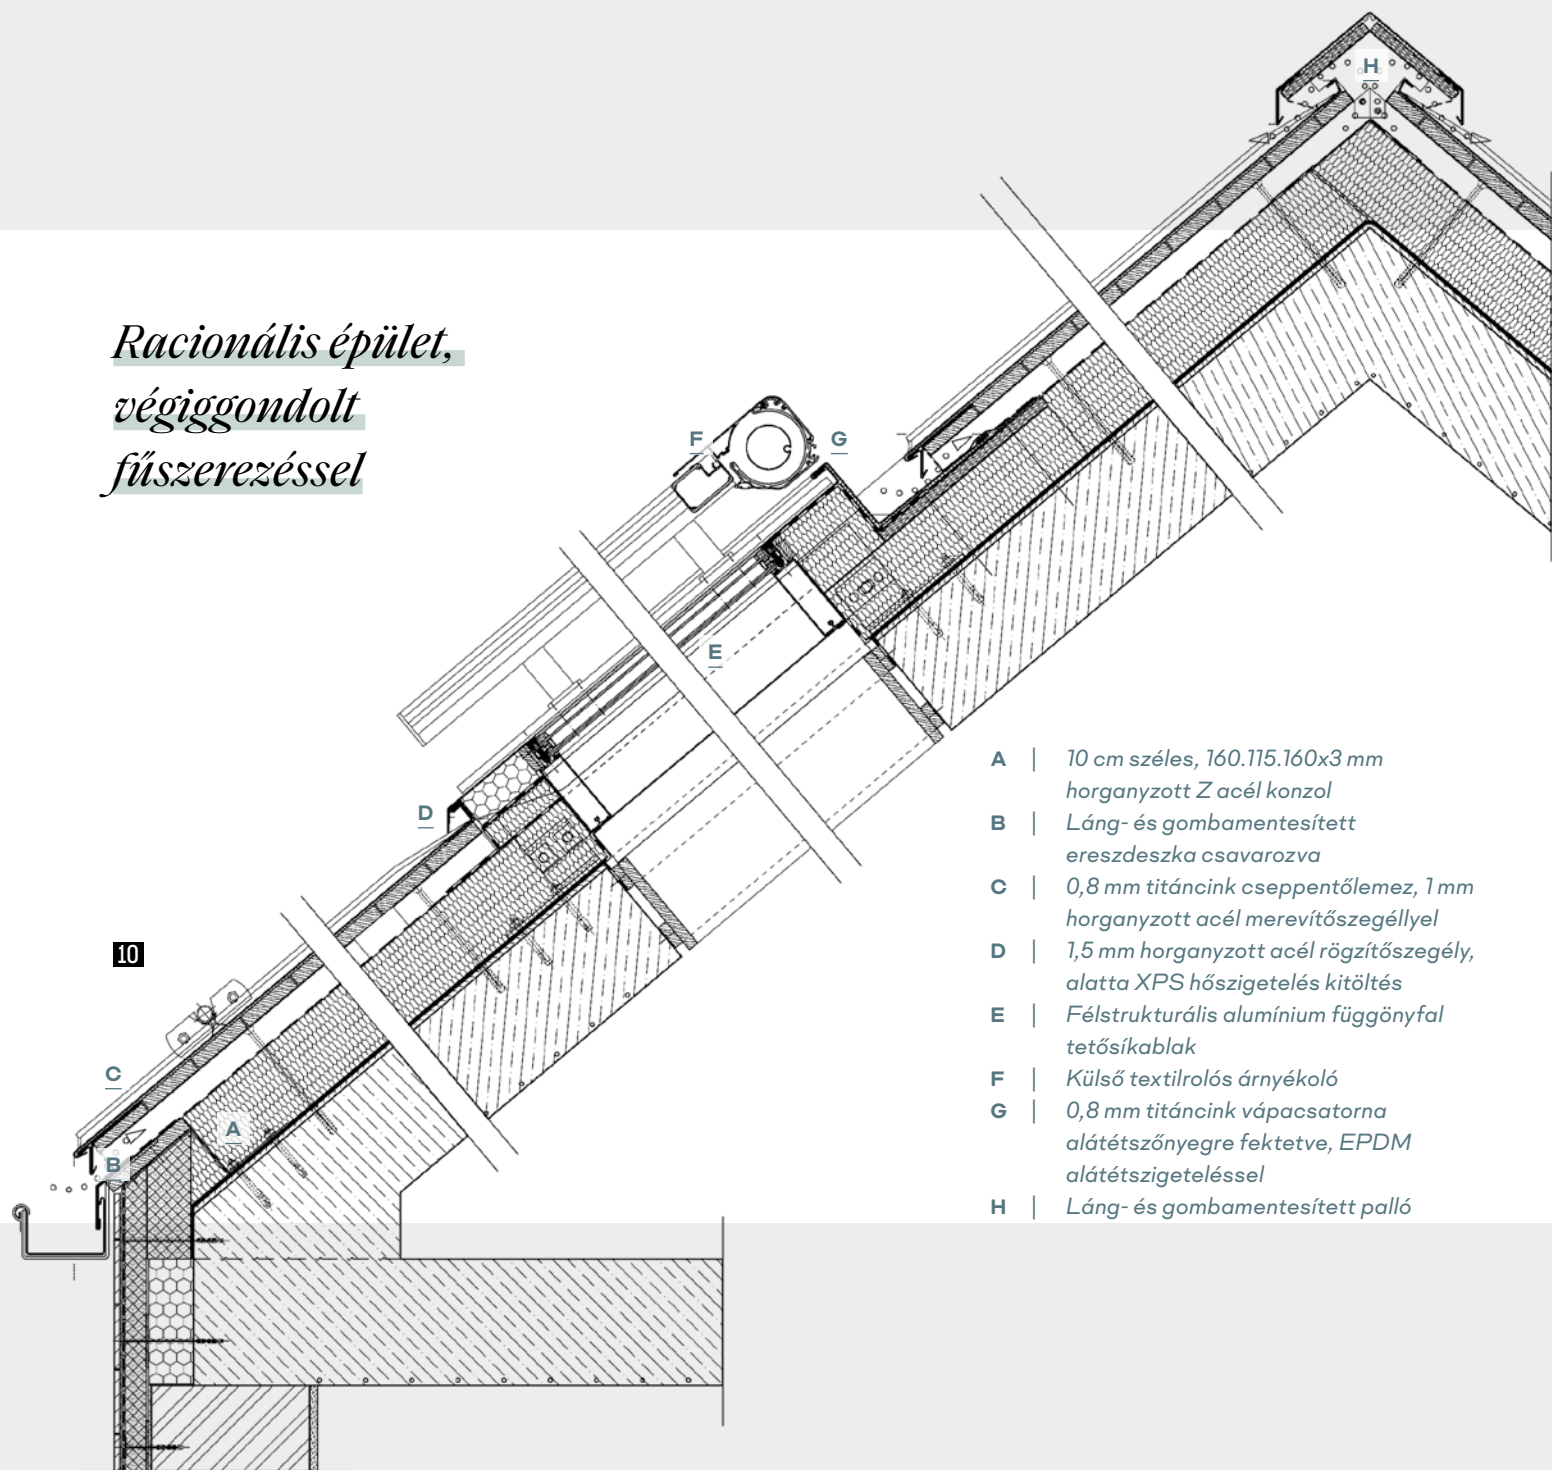 H
Racionális épület,
végiggondolt
fűszerezéssel
F
G
E
D
10
C
A
B
A | 10 cm széles, 160.115.160x3 mm
horganyzott Z acél konzol
B | Láng- és gombamentesített
ereszdeszka csavarozva
C | 0,8 mm titáncink cseppentőlemez, 1 mm
horganyzott acél merevítőszegéllyel
D | 1,5 mm horganyzott acél rögzítőszegély,
alatta XPS hőszigetelés kitöltés
E | Félstrukturális alumínium függönyfal
tetősíkablak
F | Külső textilrolós árnyékoló
G | 0,8 mm titáncink vápacsatorna
alátétszőnyegre fektetve, EPDM
alátétszigeteléssel
H | Láng- és gombamentesített palló